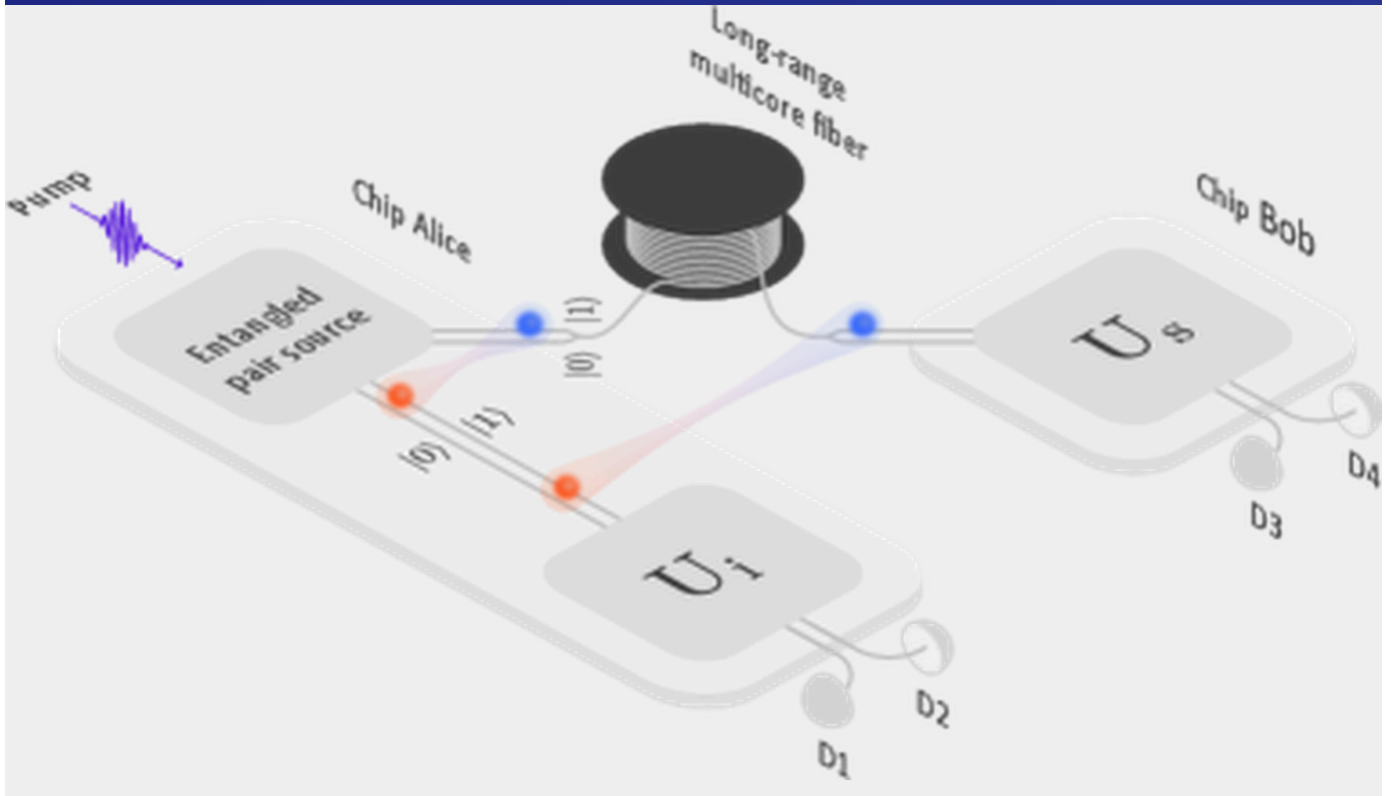 Long-range
multicore fiber
Pump
Chip Alice
Chip Bob
Entangled
pair source
|1⟩
|0⟩
|1⟩
|0⟩
U s
U i
D1
D2
D3
D4